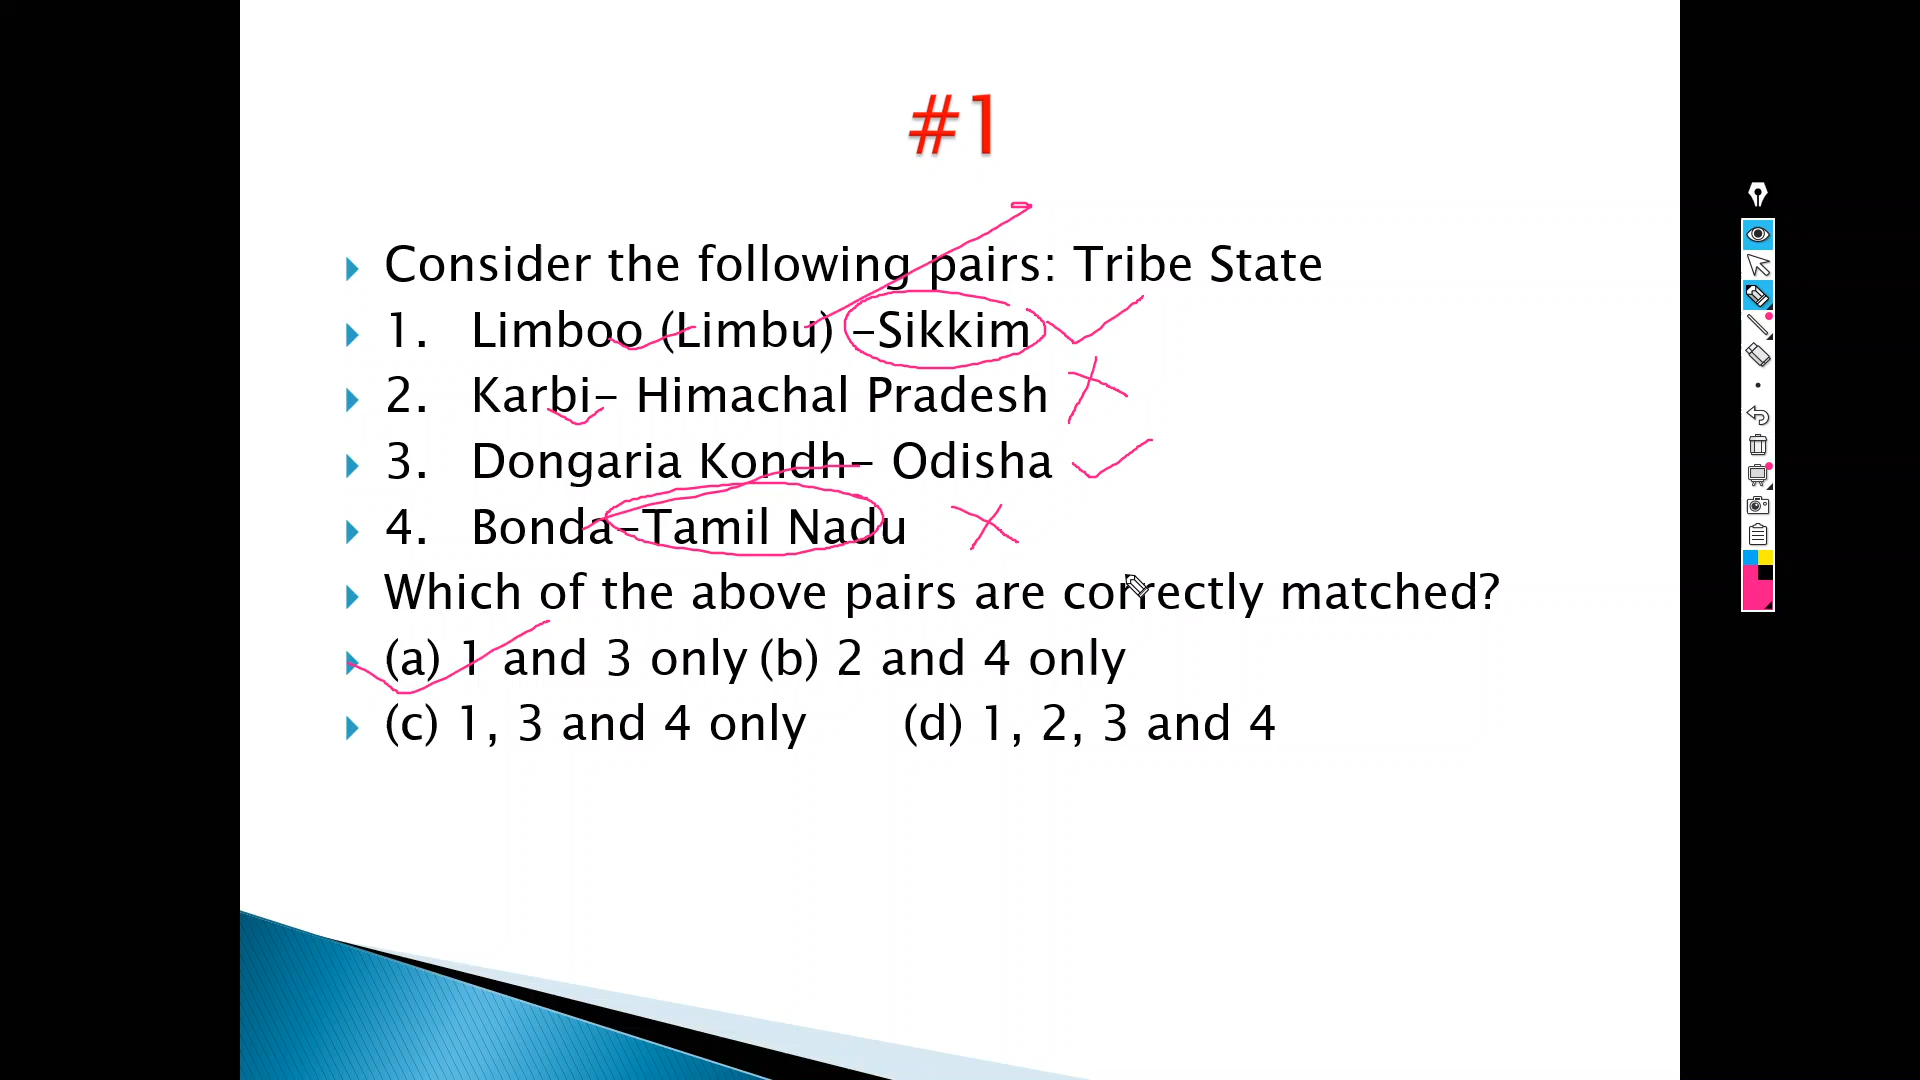 #1
Consider the following pairs: Tribe State
1. Limboo (Limbu) -Sikkim
2. Karbi- Himachal Pradesh
3. Dongaria Kondh- Odisha
4. Bonda-Tamil Nadu
Which of the above pairs are correctly matched?
(a) 1 and 3 only (b) 2 and 4 only
(c) 1, 3 and 4 only (d) 1, 2, 3 and 4